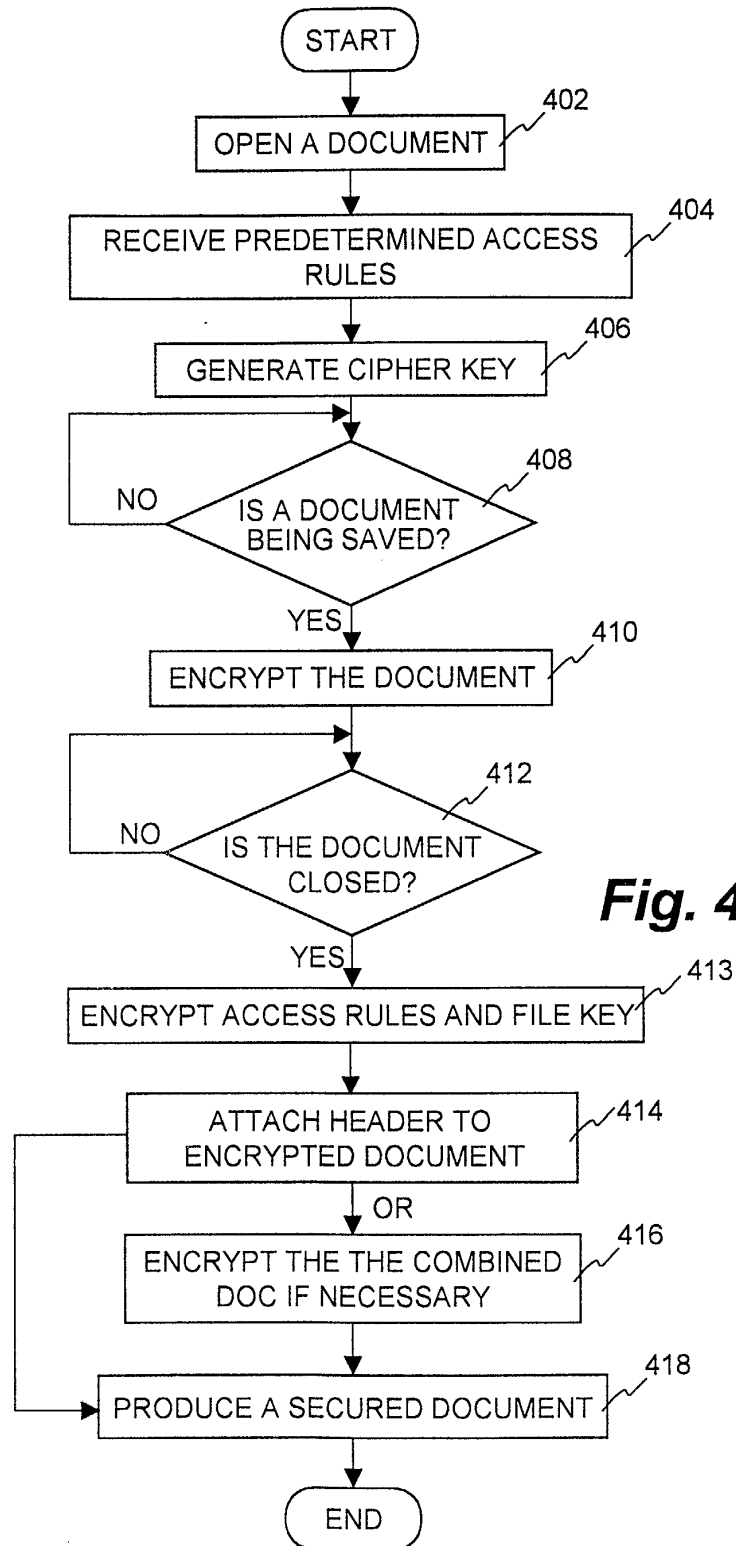 START
402
OPEN A DOCUMENT
404
RECEIVE PREDETERMINED ACCESS
RULES
406
GENERATE CIPHER KEY
408
NO
IS A DOCUMENT
BEING SAVED?
YES
410
ENCRYPT THE DOCUMENT
412
NO
IS THE DOCUMENT
CLOSED?
Fig. 4
YES
413
ENCRYPT ACCESS RULES AND FILE KEY
414
ATTACH HEADER TO
ENCRYPTED DOCUMENT
OR
416
ENCRYPT THE THE COMBINED
DOC IF NECESSARY
418
PRODUCE A SECURED DOCUMENT
END